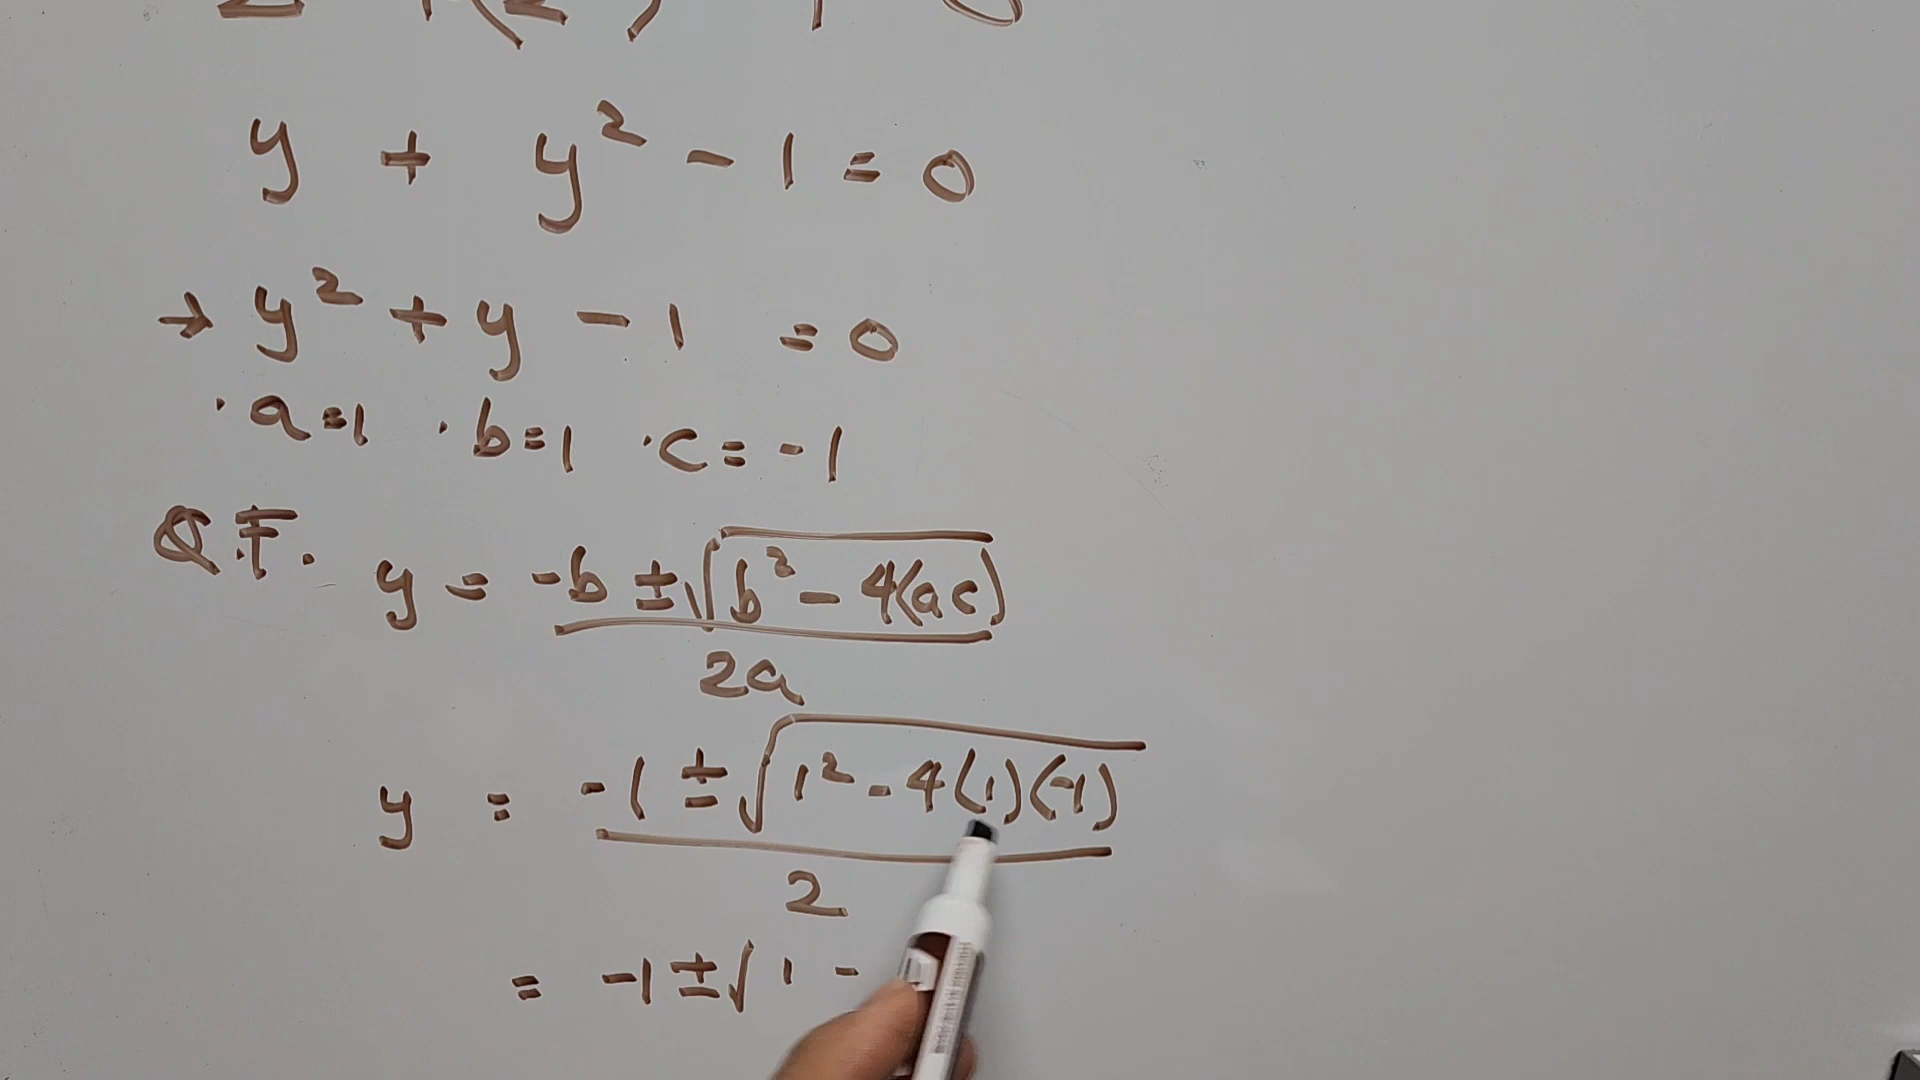 y + y² - 1 = 0
→ y² + y - 1 = 0
· a=1 · b=1 · c= -1
Q.F. y = -b ± √b² - 4(ac) / 2a
y = -1 ± √1² - 4(1)(-1) / 2
= -1 ± √1 -